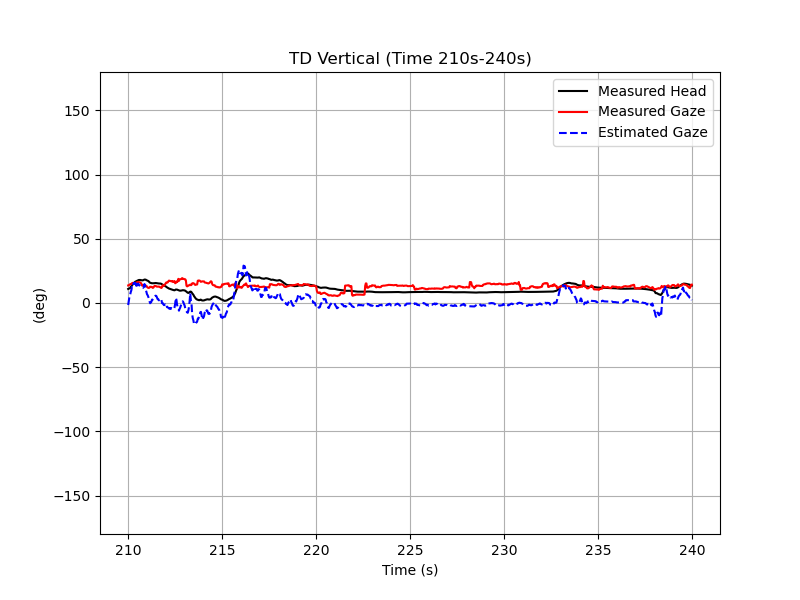 TD Vertical (Time 210s-240s)
Measured Head
Measured Gaze
Estimated Gaze
(deg)
150
100
50
0
−50
−100
−150
210
215
220
225
230
235
240
Time (s)